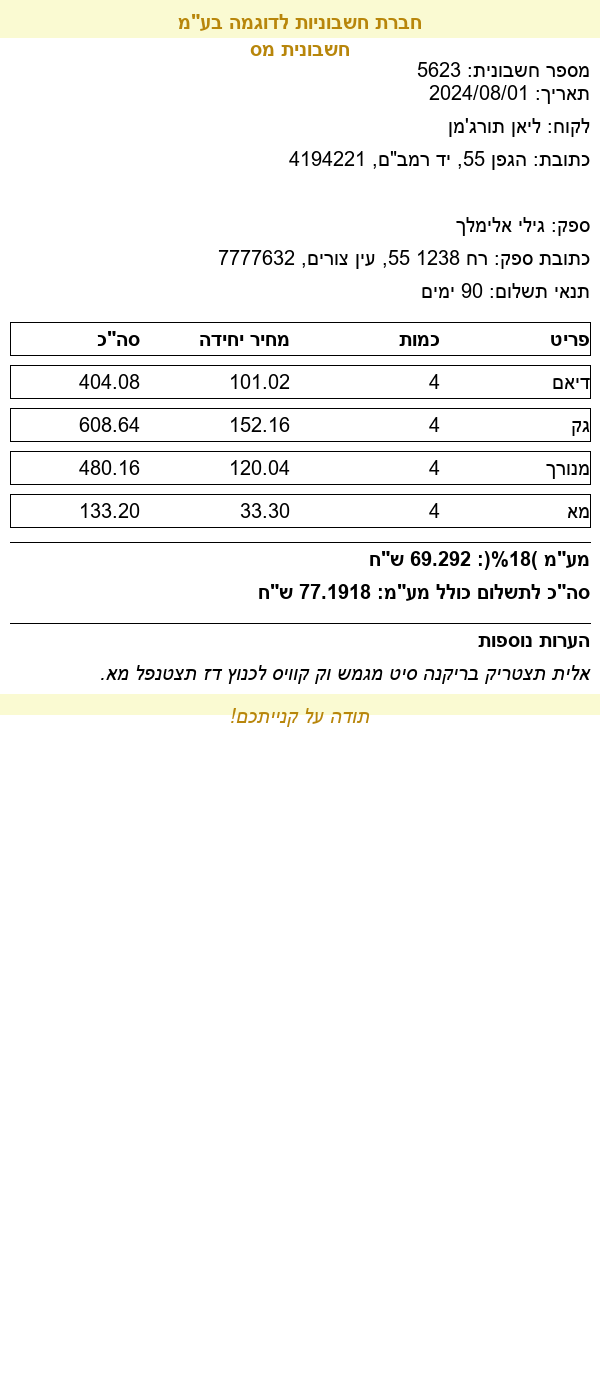 חברת חשבוניות לדוגמה בע"מ
חשבונית מס
מספר חשבונית: 5623
תאריך: 2024/08/01
לקוח: ליאן תורג'מן
כתובת: הגפן 55, יד רמב"ם, 4194221
ספק: גילי אלימלך
כתובת ספק: רח 1238 55, עין צורים, 7777632
תנאי תשלום: 90 ימים
פריט כמות מחיר יחידה סה"כ
דיאם 4 101.02 404.08
גק 4 152.16 608.64
מנורך 4 120.04 480.16
מא 4 33.30 133.20
מע"מ )18%(: 69.292 ש"ח
סה"כ לתשלום כולל מע"מ: 77.1918 ש"ח
הערות נוספות
אלית תצטריק בריקנה סיט מגמש וק קוויס לכנוץ דז תצטנפל מא.
תודה על קנייתכם!